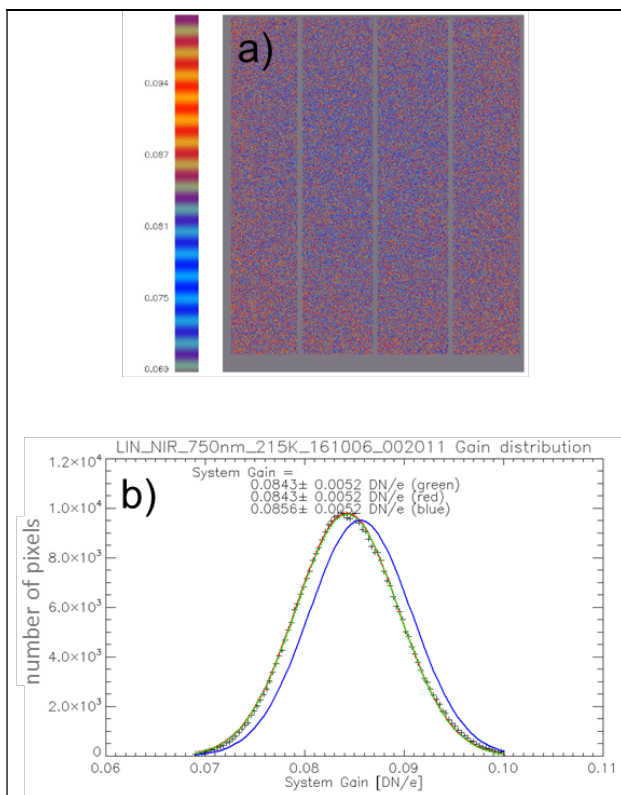 a)
0.094
0.087
0.081
0.075
0.069
LIN_NIR_750nm_215K_161006_002011 Gain distribution
b)
System Gain =
0.0843± 0.0052 DN/e (green)
0.0843± 0.0052 DN/e (red)
0.0856± 0.0052 DN/e (blue)
1.2×10⁴
1.0×10⁴
8.0×10³
6.0×10³
4.0×10³
2.0×10³
0
number of pixels
0.06 0.07 0.08 0.09 0.10 0.11
System Gain [DN/e]